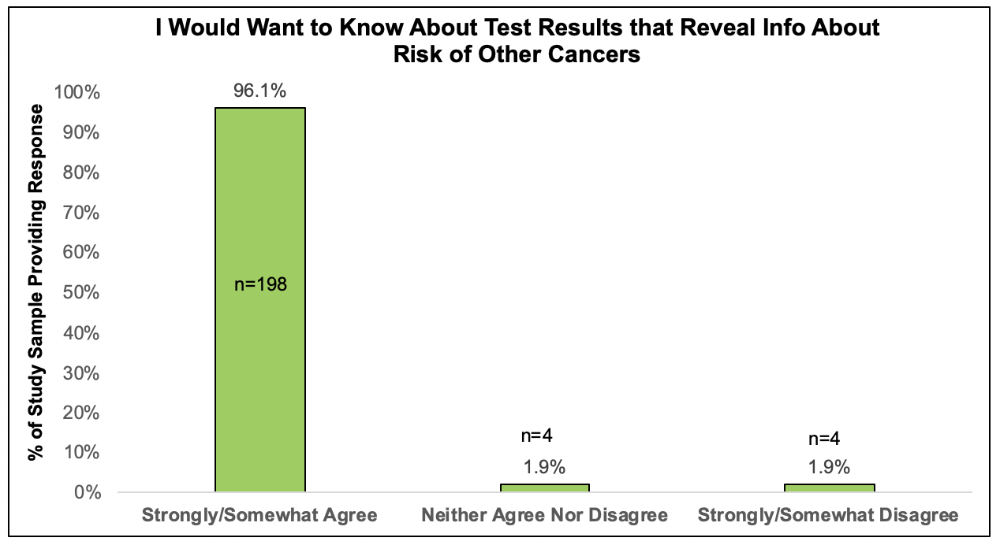 I Would Want to Know About Test Results that Reveal Info About
Risk of Other Cancers
% of Study Sample Providing Response
100%
90%
80%
70%
60%
50%
40%
30%
20%
10%
0%
96.1%
n=198
n=4
1.9%
n=4
1.9%
Strongly/Somewhat Agree
Neither Agree Nor Disagree
Strongly/Somewhat Disagree